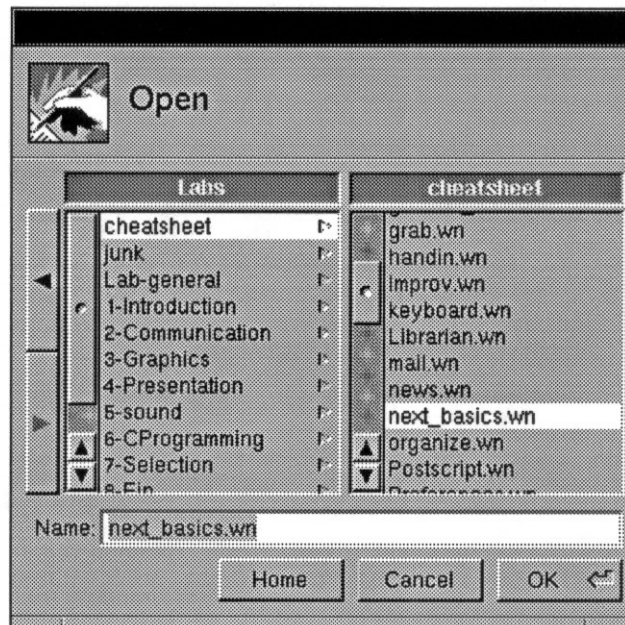 Open
Labs
cheatsheet
junk
Lab-general
1-Introduction
2-Communication
3-Graphics
4-Presentation
5-sound
6-CProgramming
7-Selection
cheatsheet
grab.wn
handin.wn
Improv.wn
keyboard.wn
Librarian.wn
mail.wn
news.wn
next_basics.wn
organize.wn
Postscript.wn
Name: next_basics.wn
Home
Cancel
OK